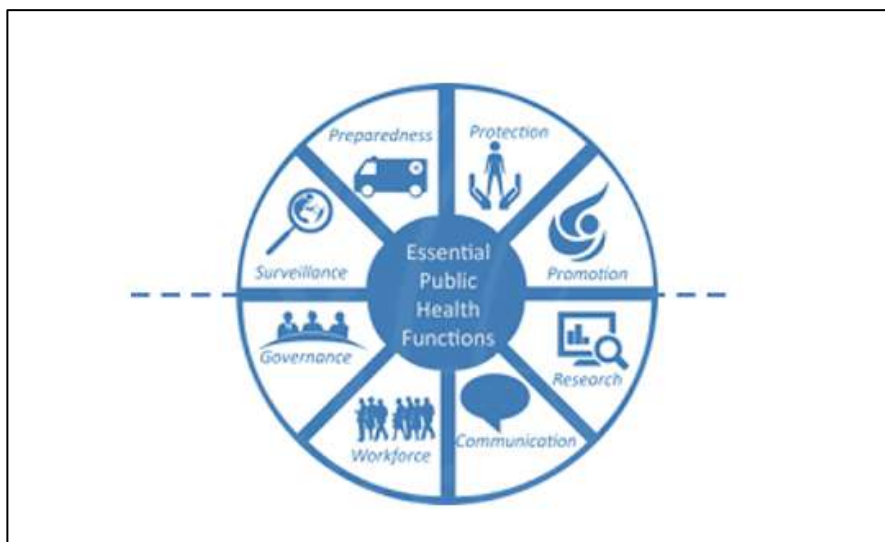 Preparedness
Protection
Surveillance
Promotion
Essential
Public
Health
Functions
Governance
Research
Workforce
Communication